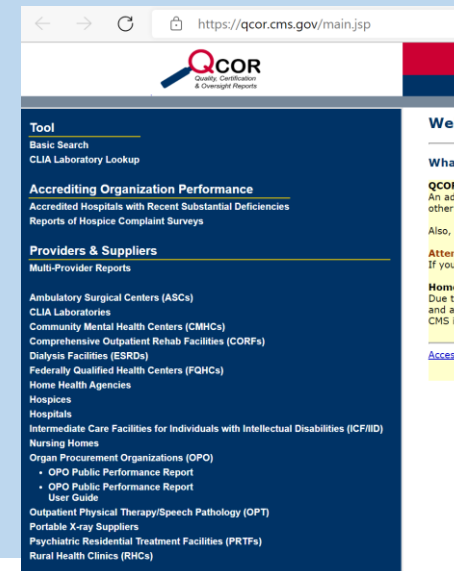 https://qcor.cms.gov/main.jsp
QCOR
Quality, Certification
& Oversight Reports
Tool
Basic Search
CLIA Laboratory Lookup
Accrediting Organization Performance
Accredited Hospitals with Recent Substantial Deficiencies
Reports of Hospice Complaint Surveys
Providers & Suppliers
Multi-Provider Reports
Ambulatory Surgical Centers (ASCs)
CLIA Laboratories
Community Mental Health Centers (CMHCs)
Comprehensive Outpatient Rehab Facilities (CORFs)
Dialysis Facilities (ESRDs)
Federally Qualified Health Centers (FQHCs)
Home Health Agencies
Hospices
Hospitals
Intermediate Care Facilities for Individuals with Intellectual Disabilities (ICF/IID)
Nursing Homes
Organ Procurement Organizations (OPO)
• OPO Public Performance Report
• OPO Public Performance Report
User Guide
Outpatient Physical Therapy/Speech Pathology (OPT)
Portable X-ray Suppliers
Psychiatric Residential Treatment Facilities (PRTFs)
Rural Health Clinics (RHCs)
We
Wha
QCOR
An ad
other
Also,
Atten
If you
Home
Due t
and a
CMS i
Acces